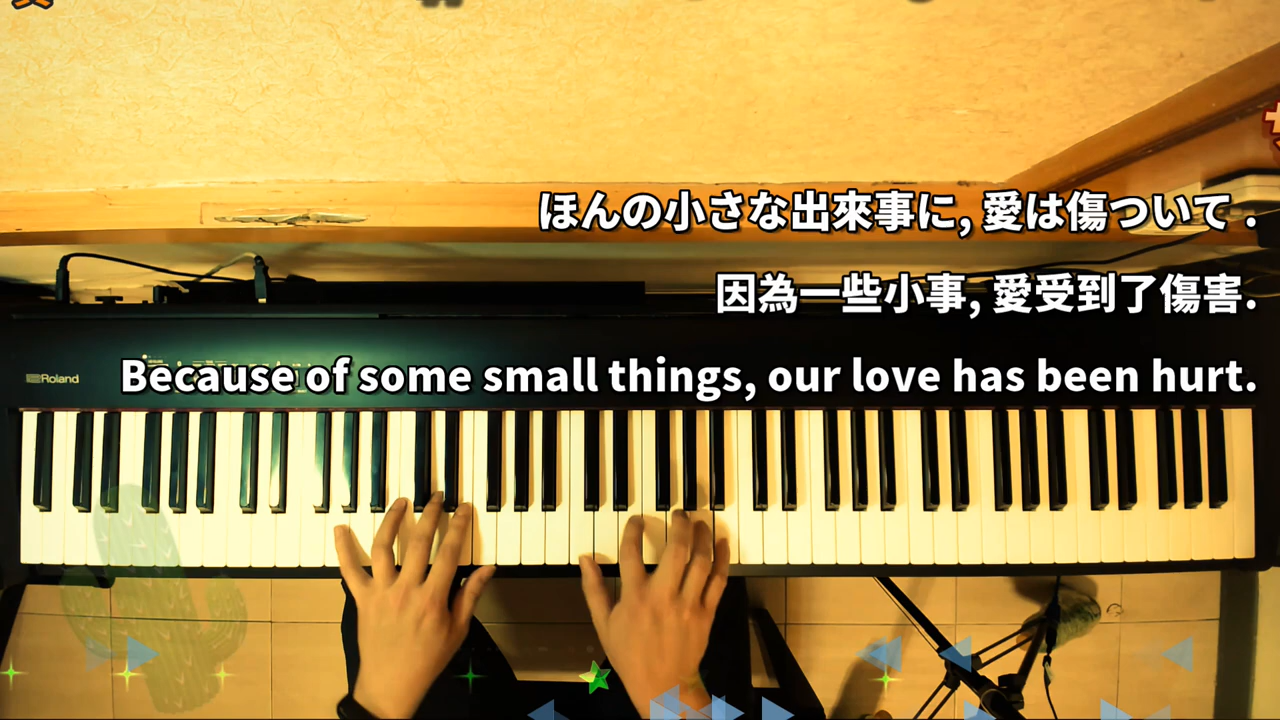 ほんの小さな出來事に, 愛は傷ついて .
因為一些小事, 愛受到了傷害.
Because of some small things, our love has been hurt.
Roland